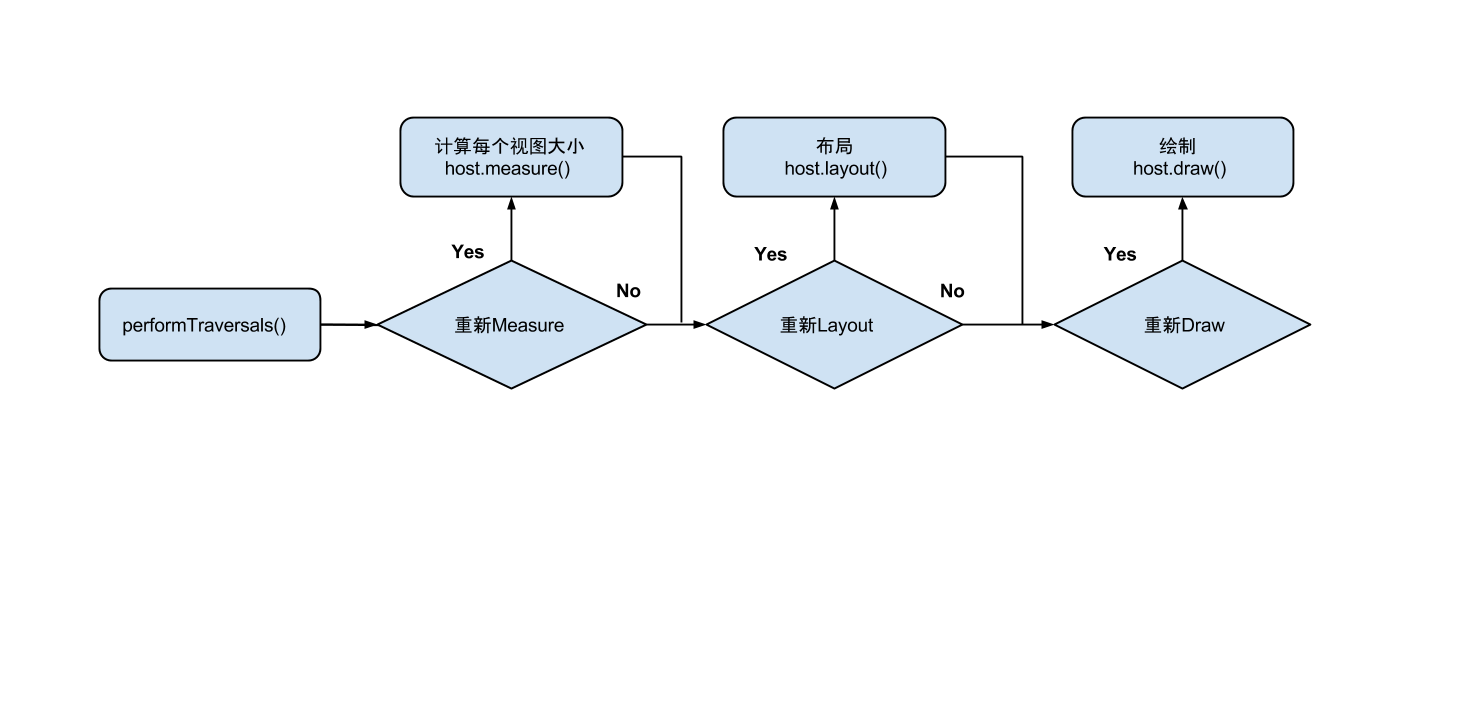 计算每个视图大小
host.measure()
布局
host.layout()
绘制
host.draw()
Yes
Yes
Yes
No
No
performTraversals()
重新Measure
重新Layout
重新Draw